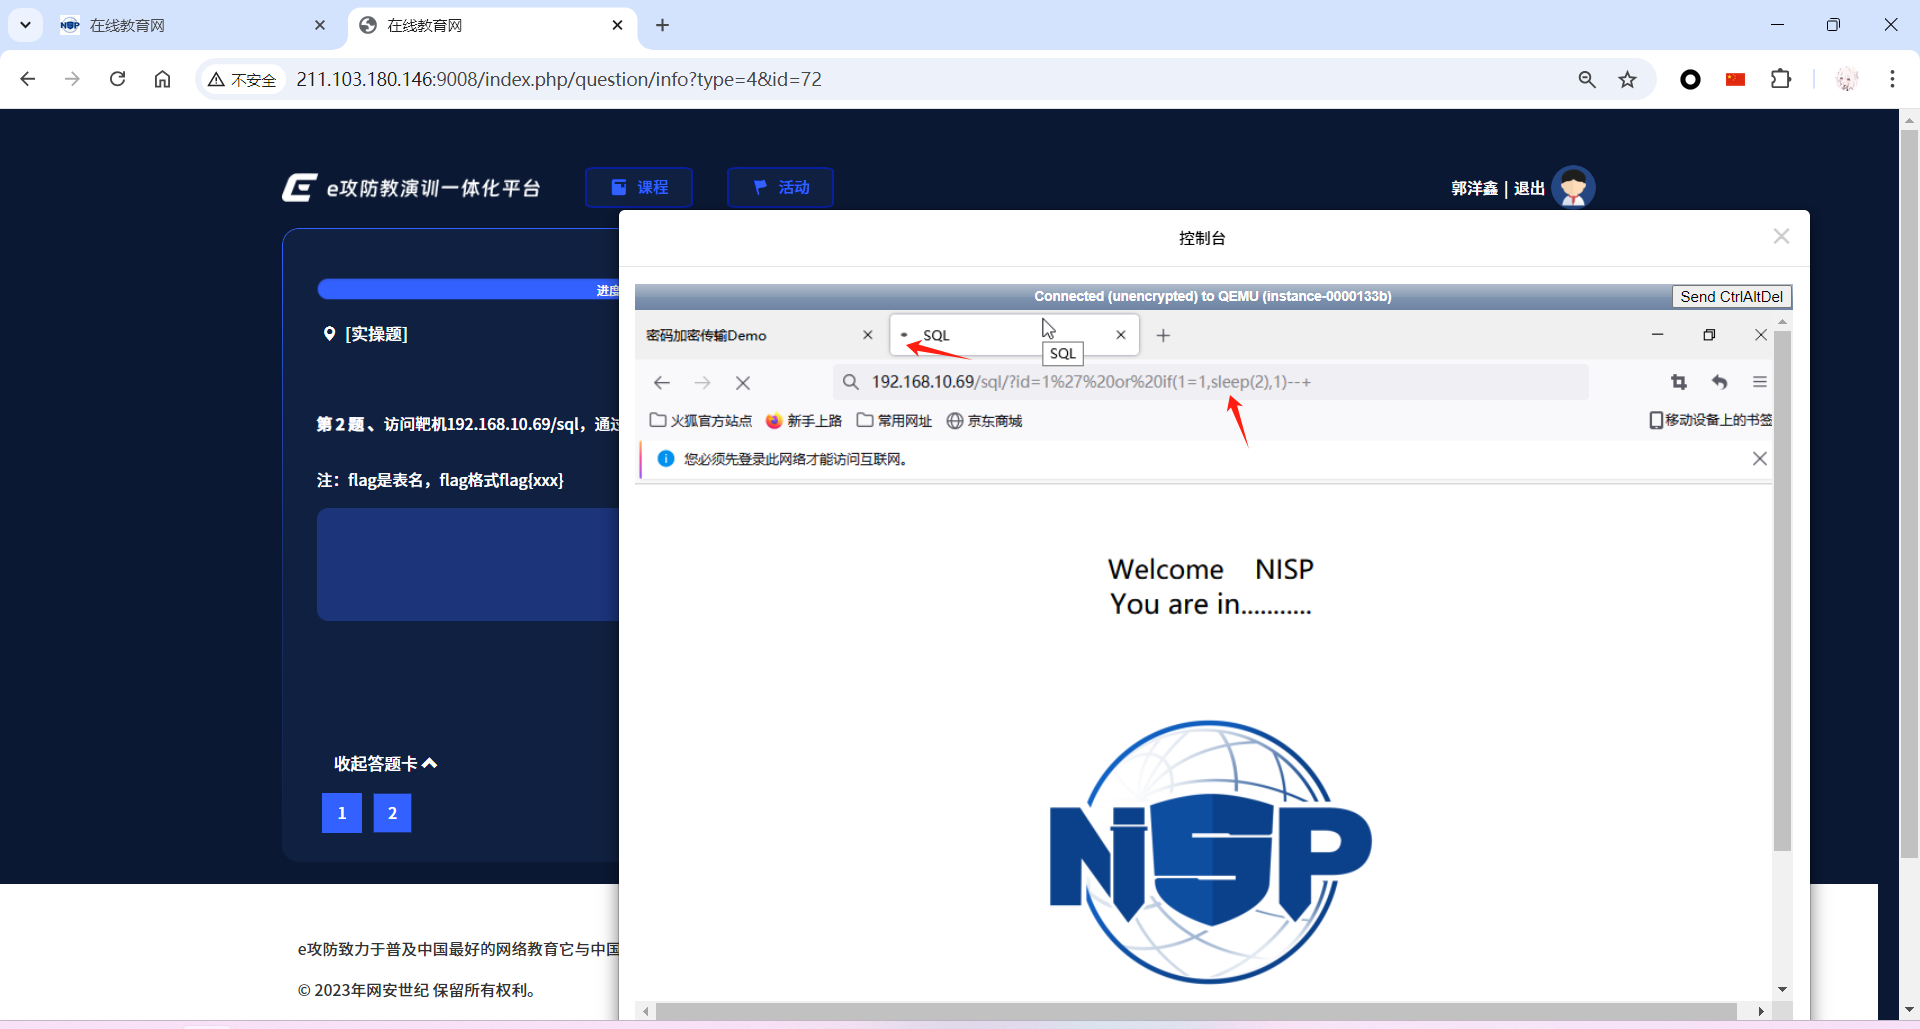 在线教育网
在线教育网
不安全
211.103.180.146:9008/index.php/question/info?type=4&id=72
e攻防教演训一体化平台
课程
活动
郭洋鑫 | 退出
控制台
进度
[实操题]
Connected (unencrypted) to QEMU (instance-0000133b)
Send CtrlAltDel
密码加密传输Demo
SQL
SQL
192.168.10.69/sql/?id=1%27%20or%20if(1=1,sleep(2),1)--+
火狐官方站点
新手上路
常用网址
京东商城
移动设备上的书签
第2题、访问靶机192.168.10.69/sql，通过
您必须先登录此网络才能访问互联网。
注：flag是表名，flag格式flag{xxx}
Welcome NISP
You are in...........
NISP
收起答题卡
1
2
e攻防致力于普及中国最好的网络教育它与中国
© 2023年网安世纪 保留所有权利。